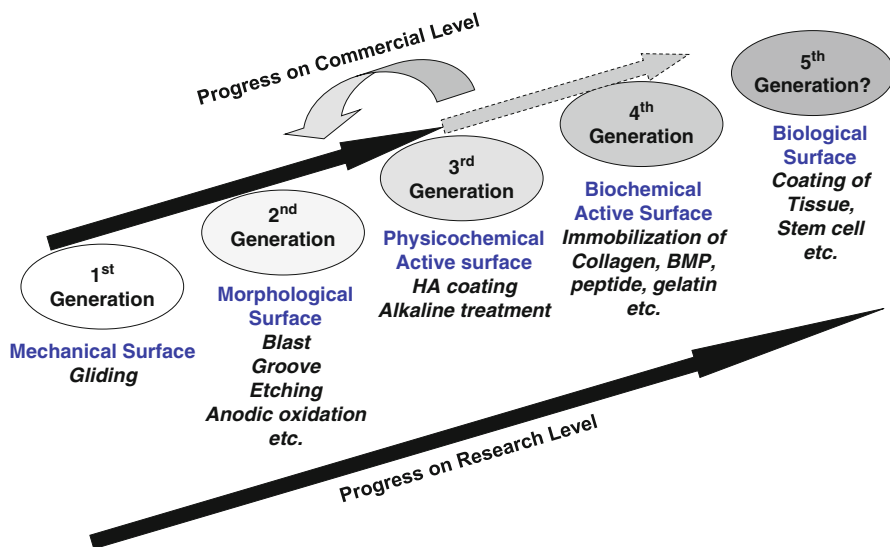 Progress on Commercial Level
1st
Generation
Mechanical Surface
Gliding
2nd
Generation
Morphological
Surface
Blast
Groove
Etching
Anodic oxidation
etc.
3rd
Generation
Physicochemical
Active surface
HA coating
Alkaline treatment
4th
Generation
Biochemical
Active Surface
Immobilization of
Collagen, BMP,
peptide, gelatin
etc.
5th
Generation?
Biological
Surface
Coating of
Tissue,
Stem cell
etc.
Progress on Research Level